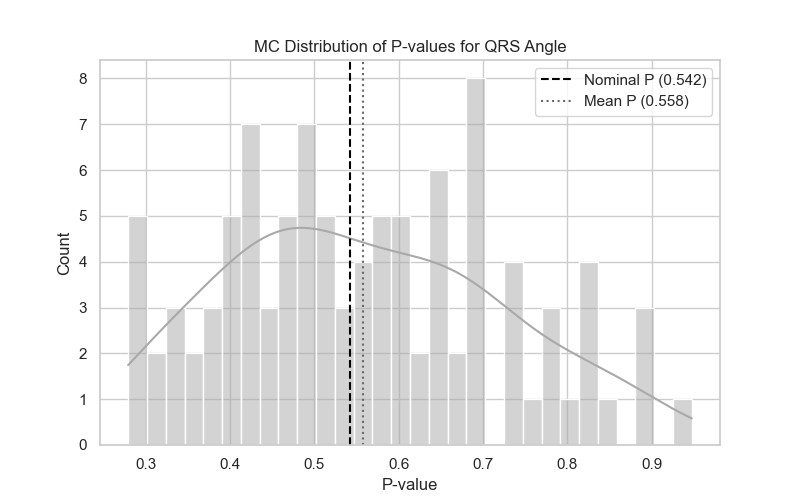 MC Distribution of P-values for QRS Angle
Nominal P (0.542)
Mean P (0.558)
Count
8
7
6
5
4
3
2
1
0
0.3 0.4 0.5 0.6 0.7 0.8 0.9
P-value